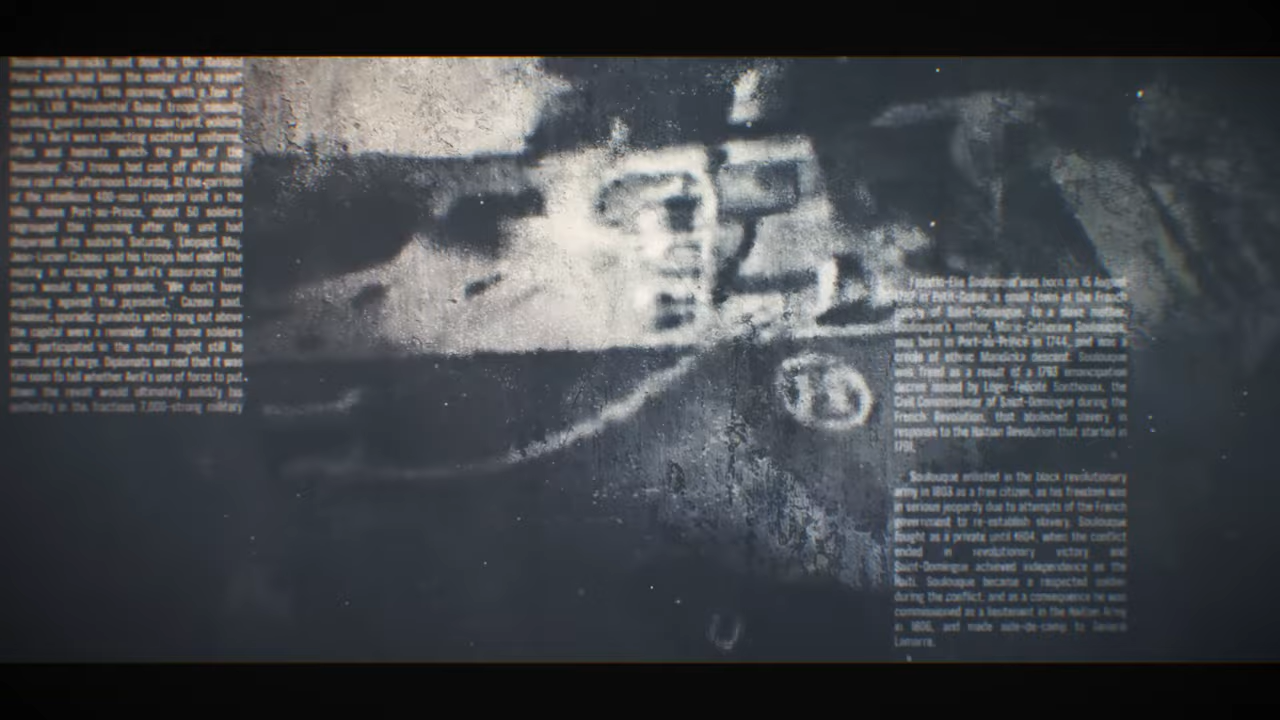 Dessalines barracks next door to the National
Palace which had been the center of the revolt
was nearly empty this morning, with a few of
Avril's Presidential Guard troops casually
standing guard outside. In the courtyard, soldiers
loyal to Avril were collecting scattered uniforms,
rifles and helmets which the last of the
Dessalines' 750 troops had cast off after their
mid-afternoon Saturday. At the garrison
of the rebellious 400-man Leopards unit in the
hills above Port-au-Prince, about 50 soldiers
regrouped this morning after the unit had
dispersed into suburbs Saturday. Leopard Maj.
Jean-Lucien Cazeau said his troops had ended the
mutiny in exchange for Avril's assurance that
there would be no reprisals. "We don't have
anything against the president," Cazeau said.
However, sporadic gunshots which rang out above
the capital were a reminder that some soldiers
who participated in the mutiny might still be
armed and at large. Diplomats worried that it was
too soon to tell whether Avril's use of force to put
down the revolt would ultimately solidify his
authority in the fractious 7,000-strong military
12
Faustin-Élie Soulouque was born on 15 August
1782 in Petit-Goâve, a small town at the French
colony of Saint-Domingue, to a slave mother.
Soulouque's mother, Marie-Catherine Soulouque,
was born in Port-au-Prince in 1744, and was a
creole of ethnic Mandinka descent. Soulouque
was freed as a result of a 1793 emancipation
decree issued by Léger-Félicité Sonthonax, the
Civil Commissioner of Saint-Domingue during the
French Revolution, that abolished slavery in
response to the Haitian Revolution that started in
1791.
Soulouque enlisted in the black revolutionary
army in 1803 as a free citizen, as his freedom was
in serious jeopardy due to attempts of the French
government to re-establish slavery. Soulouque
fought as a private until 1804, when the conflict
ended in revolutionary victory and
Saint-Domingue achieved independence as the
Haiti. Soulouque became a respected soldier
during the conflict, and as a consequence he was
commissioned as a lieutenant in the Haitian Army
in 1806, and made aide-de-camp to General
Lamarre.